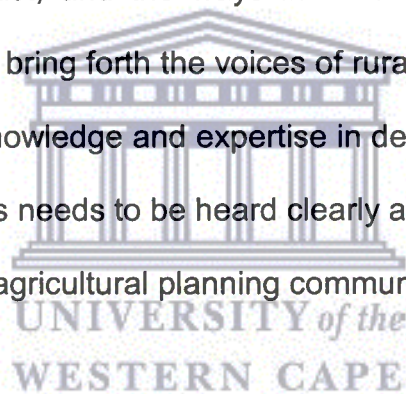 bring forth the voices of rura
nowledge and expertise in de
s needs to be heard clearly a
agricultural planning commun
UNIVERSITY of the
WESTERN CAPE